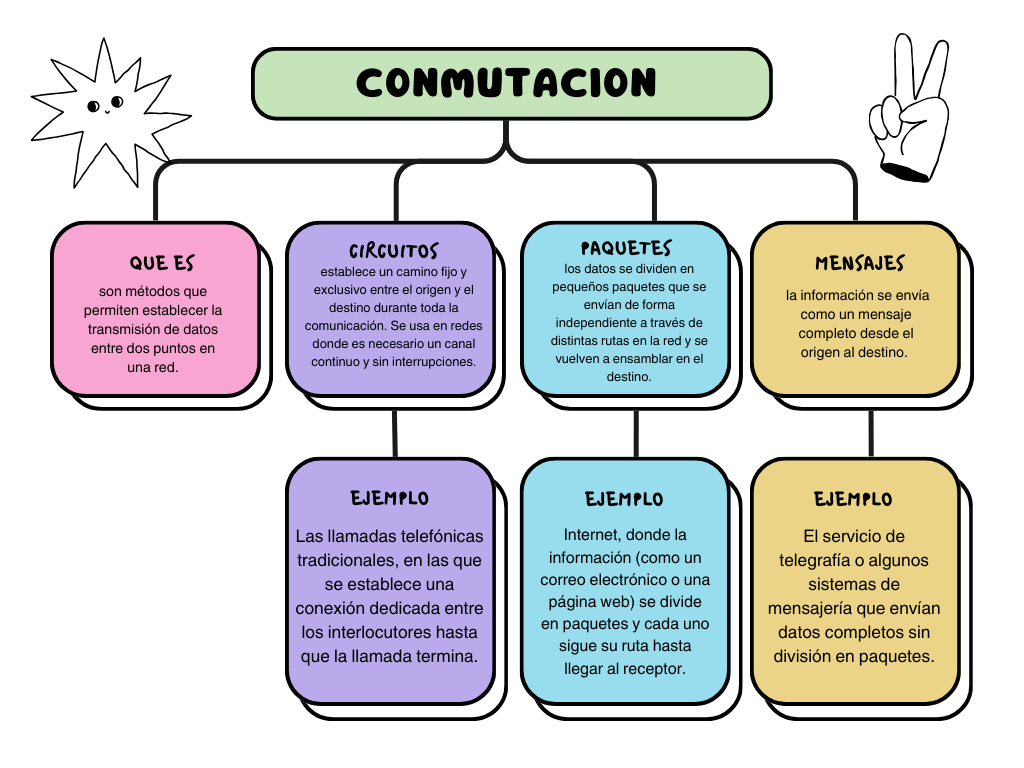 CONMUTACION
QUE ES
son métodos que
permiten establecer la
transmisión de datos
entre dos puntos en
una red.
CIRCUITOS
establece un camino fijo y
exclusivo entre el origen y el
destino durante toda la
comunicación. Se usa en redes
donde es necesario un canal
continuo y sin interrupciones.
PAQUETES
los datos se dividen en
pequeños paquetes que se
envían de forma
independiente a través de
distintas rutas en la red y se
vuelven a ensamblar en el
destino.
MENSAJES
la información se envía
como un mensaje
completo desde el
origen al destino.
EJEMPLO
Las llamadas telefónicas
tradicionales, en las que
se establece una
conexión dedicada entre
los interlocutores hasta
que la llamada termina.
EJEMPLO
Internet, donde la
información (como un
correo electrónico o una
página web) se divide
en paquetes y cada uno
sigue su ruta hasta
llegar al receptor.
EJEMPLO
El servicio de
telegrafía o algunos
sistemas de
mensajería que envían
datos completos sin
división en paquetes.